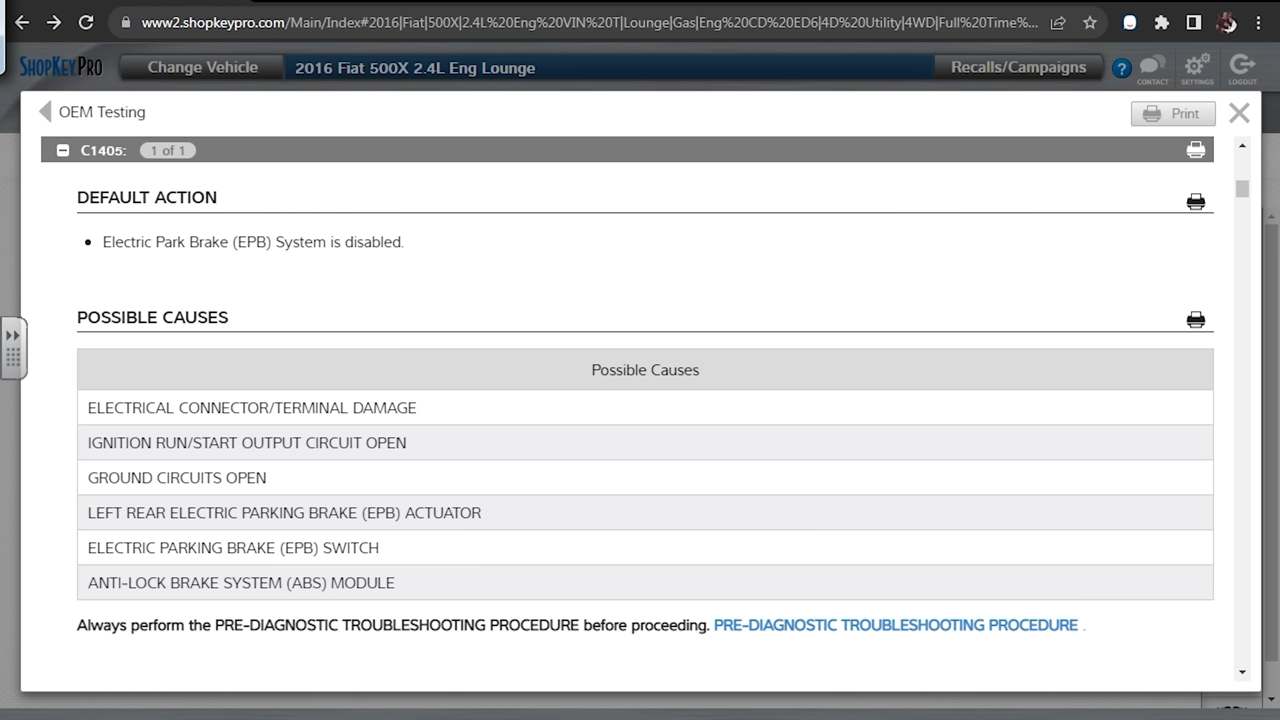 www2.shopkeypro.com/Main/Index#2016|Fiat|500X|2.4L%20Eng%20VIN%20T|Lounge|Gas|Eng%20CD%20ED6|4D%20Utility|4WD|Full%20Time%...
SHOPKEYPRO Change Vehicle 2016 Fiat 500X 2.4L Eng Lounge Recalls/Campaigns ? CONTACT SETTINGS LOGOUT
OEM Testing Print
C1405: 1 of 1
DEFAULT ACTION
• Electric Park Brake (EPB) System is disabled.
POSSIBLE CAUSES
Possible Causes
ELECTRICAL CONNECTOR/TERMINAL DAMAGE
IGNITION RUN/START OUTPUT CIRCUIT OPEN
GROUND CIRCUITS OPEN
LEFT REAR ELECTRIC PARKING BRAKE (EPB) ACTUATOR
ELECTRIC PARKING BRAKE (EPB) SWITCH
ANTI-LOCK BRAKE SYSTEM (ABS) MODULE
Always perform the PRE-DIAGNOSTIC TROUBLESHOOTING PROCEDURE before proceeding. PRE-DIAGNOSTIC TROUBLESHOOTING PROCEDURE .